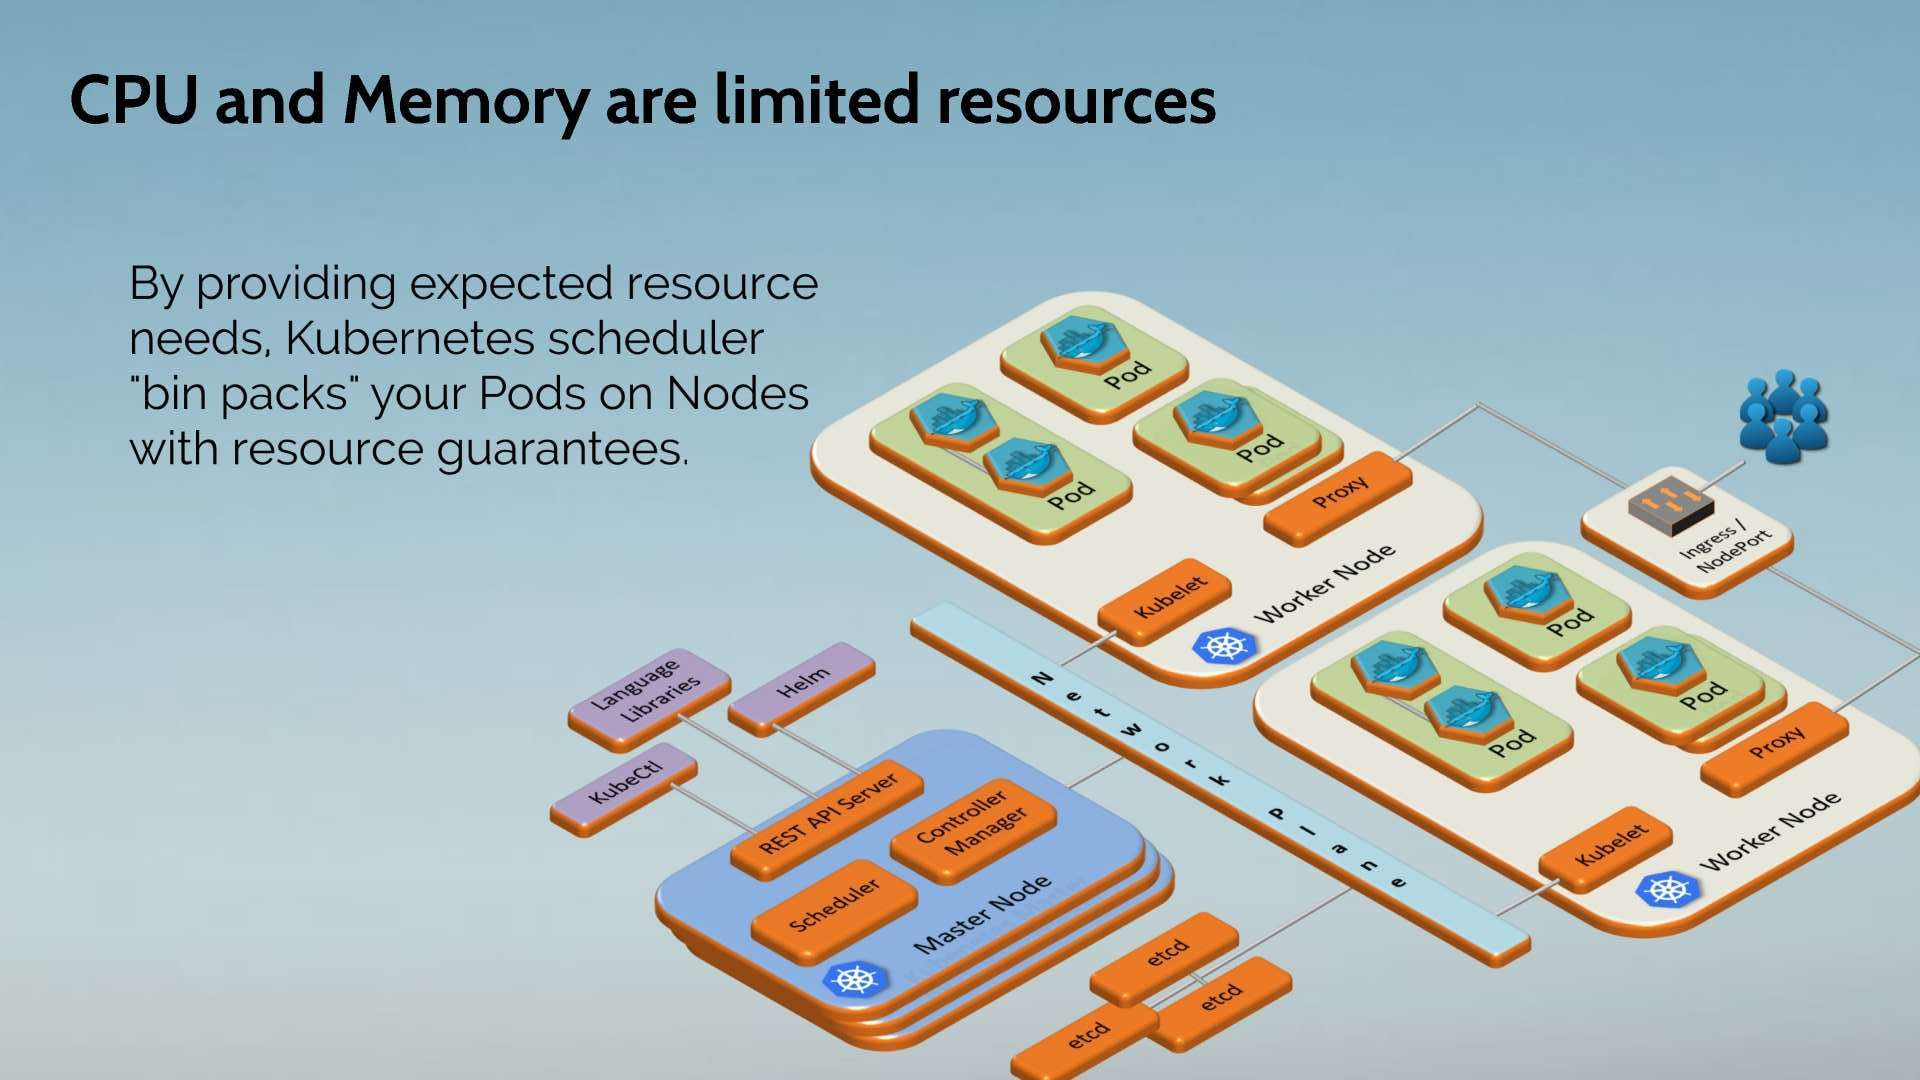 CPU and Memory are limited resources
By providing expected resource
needs, Kubernetes scheduler
"bin packs" your Pods on Nodes
with resource guarantees.
Pod
Pod
Pod
Proxy
Kubelet
Worker Node
Ingress /
NodePort
Pod
Pod
Pod
Proxy
Kubelet
Worker Node
Network Plane
Language
Libraries
Helm
KubeCtl
REST API Server
Controller
Manager
Scheduler
Master Node
etcd
etcd
etcd